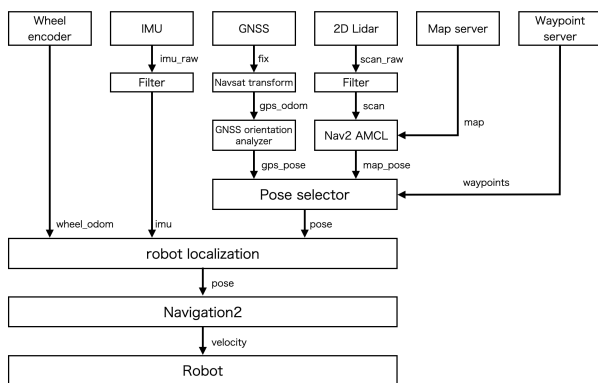 Wheel
encoder
IMU
GNSS
2D Lidar
Map server
Waypoint
server
imu_raw
fix
scan_raw
Filter
Navsat transform
Filter
gps_odom
scan
map
GNSS orientation
analyzer
Nav2 AMCL
gps_pose
map_pose
waypoints
Pose selector
wheel_odom
imu
pose
robot localization
pose
Navigation2
velocity
Robot